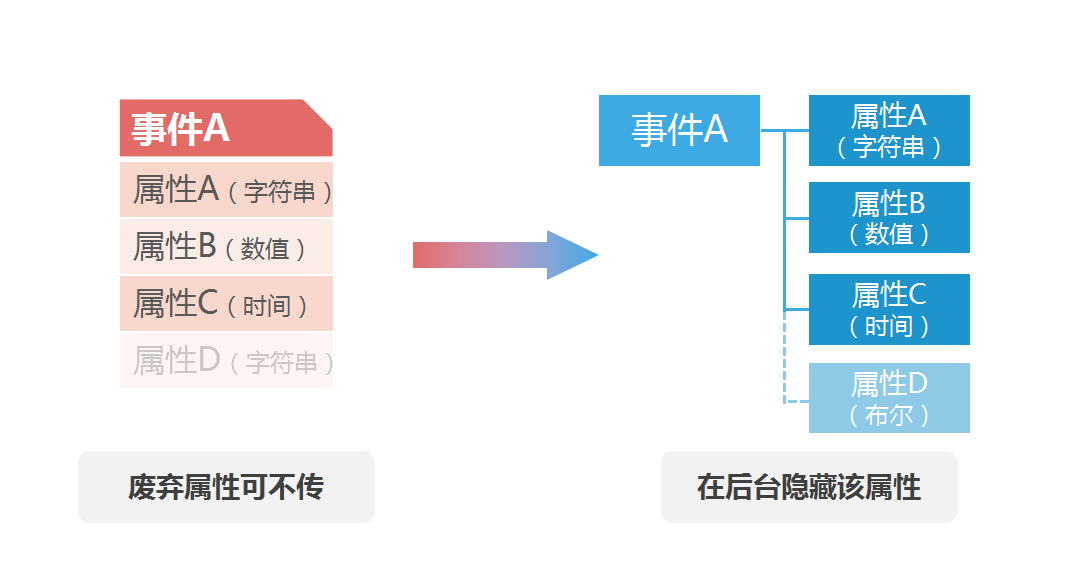 事件A
属性A（字符串）
属性B（数值）
属性C（时间）
属性D（字符串）
废弃属性可不传
事件A
属性A
（字符串）
属性B
（数值）
属性C
（时间）
属性D
（布尔）
在后台隐藏该属性